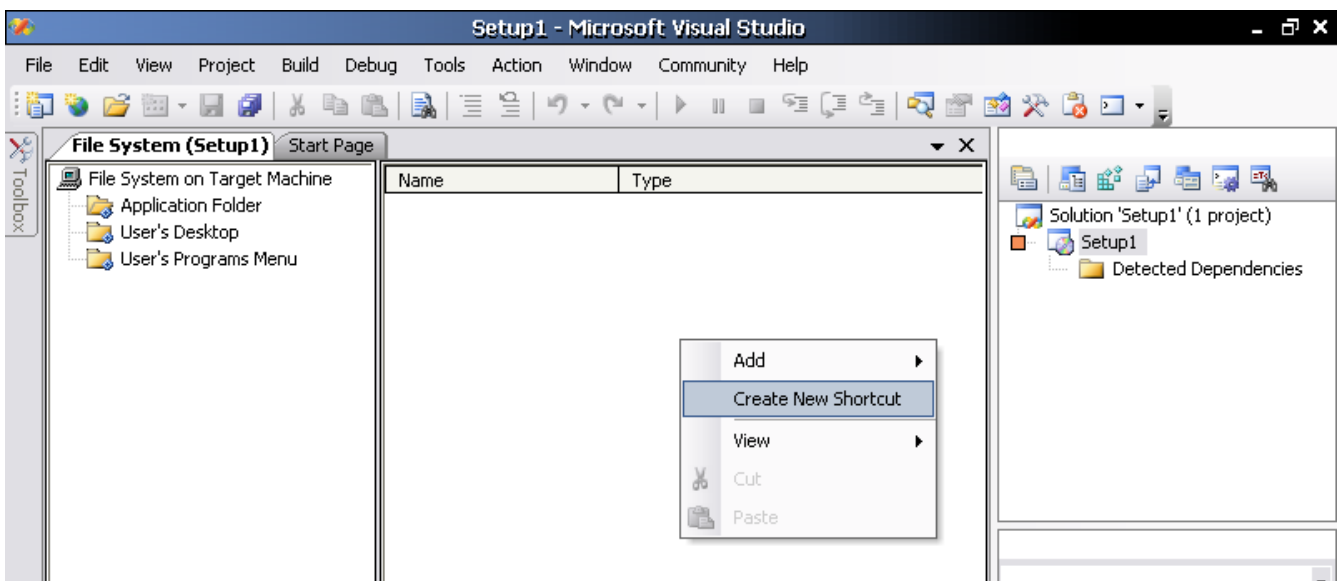 Setup1 - Microsoft Visual Studio
File Edit View Project Build Debug Tools Action Window Community Help
Toolbox
File System (Setup1) Start Page
File System on Target Machine
Application Folder
User's Desktop
User's Programs Menu
Name Type
Add
Create New Shortcut
View
Cut
Paste
Solution 'Setup1' (1 project)
Setup1
Detected Dependencies